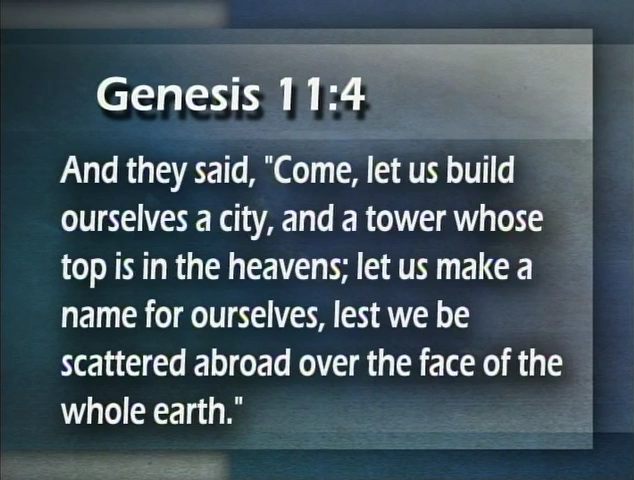 Genesis 11:4
And they said, "Come, let us build
ourselves a city, and a tower whose
top is in the heavens; let us make a
name for ourselves, lest we be
scattered abroad over the face of the
whole earth."